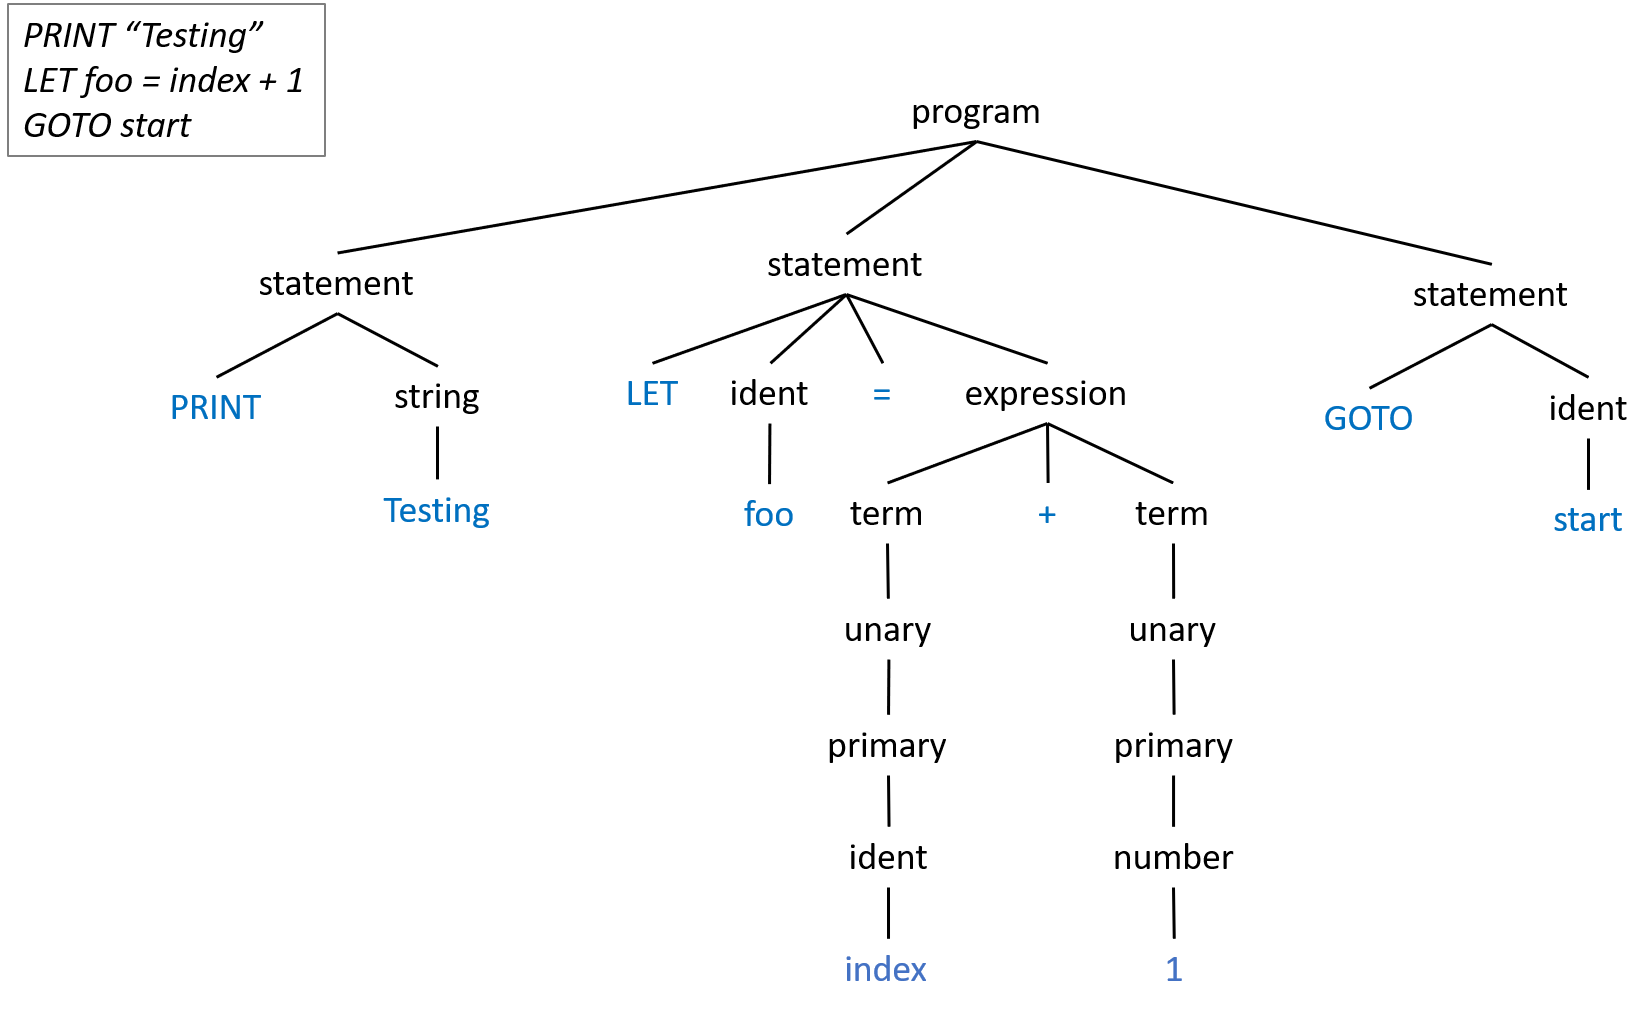 PRINT “Testing”
LET foo = index + 1
GOTO start
program
statement
statement
statement
PRINT
string
LET
ident
=
expression
GOTO
ident
Testing
foo
term
+
term
start
unary
unary
primary
primary
ident
number
index
1